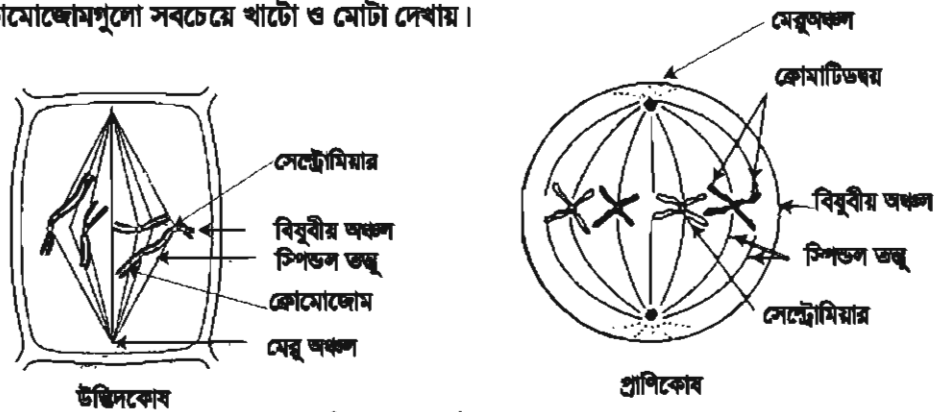 ক্রোমোজোমগুলো সবচেয়ে খাটো ও মোটা দেখায়।
সেন্ট্রোমিয়ার
বিষুবীয় অঞ্চল
স্পিন্ডল তন্তু
ক্রোমোজোম
মেরু অঞ্চল
উদ্ভিদকোষ
মেরুঅঞ্চল
ক্রোমাটিডদ্বয়
বিষুবীয় অঞ্চল
স্পিন্ডল তন্তু
সেন্ট্রোমিয়ার
প্রাণিকোষ